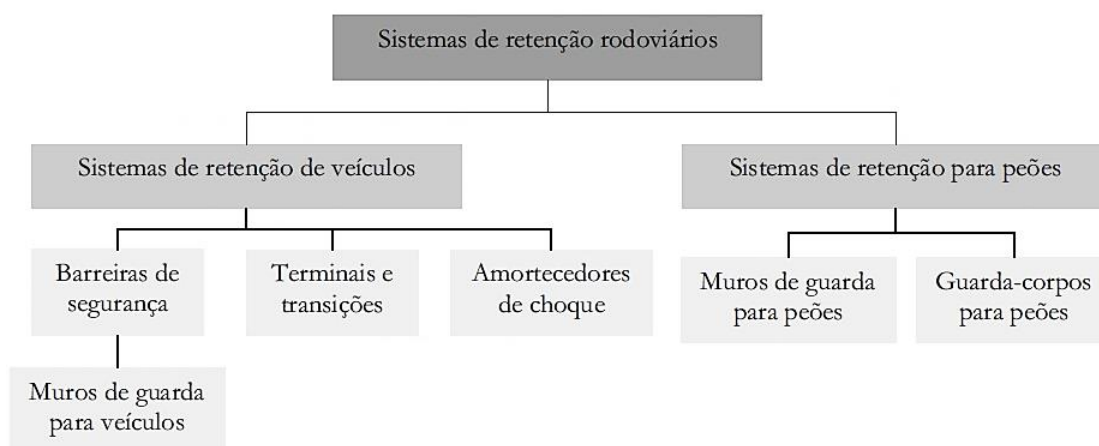 Sistemas de retenção rodoviários
Sistemas de retenção de veículos
Sistemas de retenção para peões
Barreiras de
segurança
Terminais e
transições
Amortecedores
de choque
Muros de guarda
para peões
Guarda-corpos
para peões
Muros de guarda
para veículos